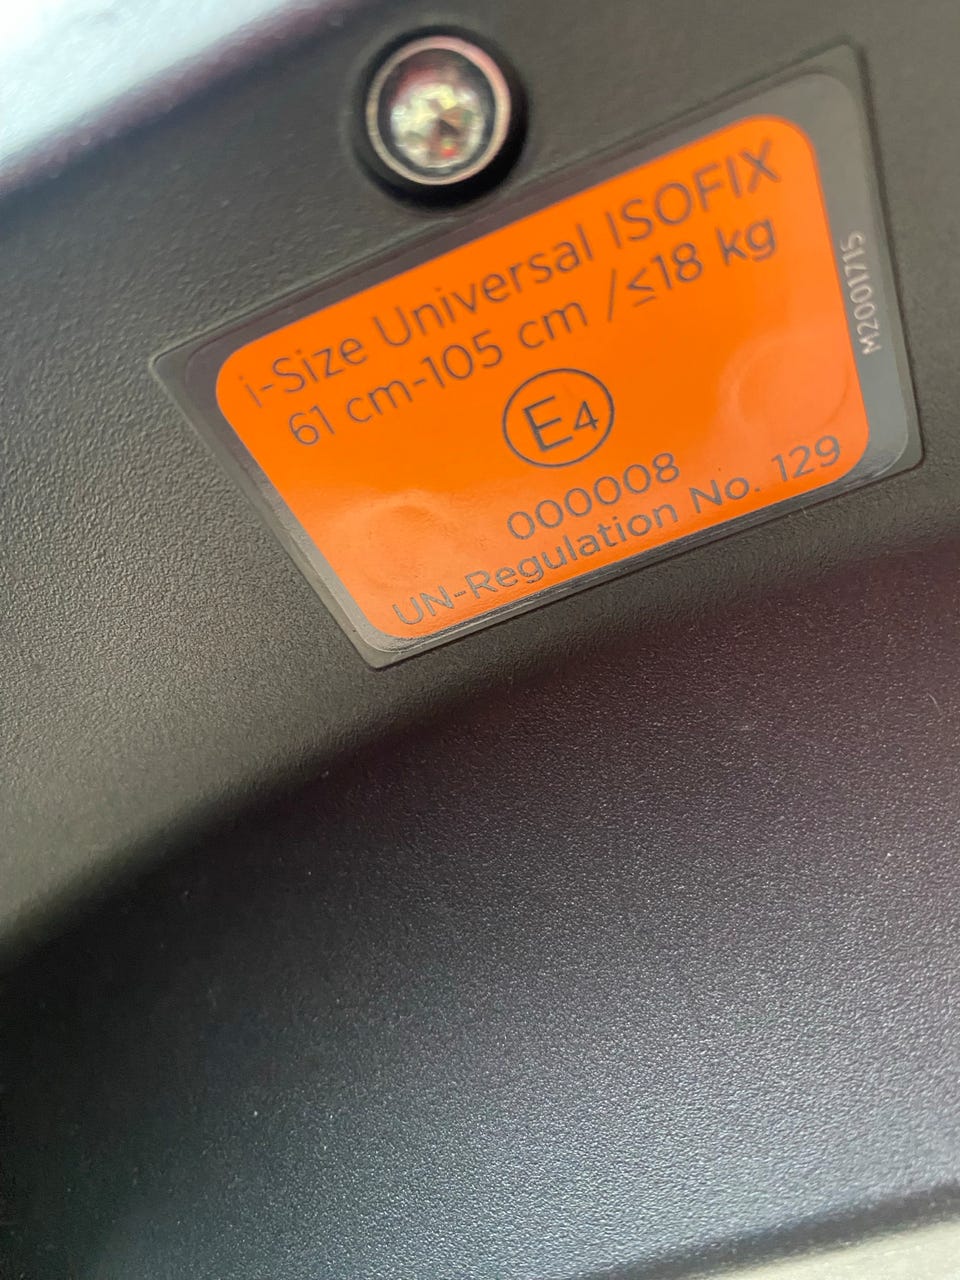 i-Size Universal ISOFIX
61 cm-105 cm /≤18 kg
E4
000008
UN-Regulation No. 129
M2001715